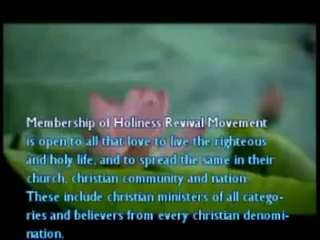 Membership of Holiness Revival Movement
is open to all that love to live the righteous
and holy life, and to spread the same in their
church, christian community and nation.
These include christian ministers of all catego-
ries and believers from every christian denomi-
nation.